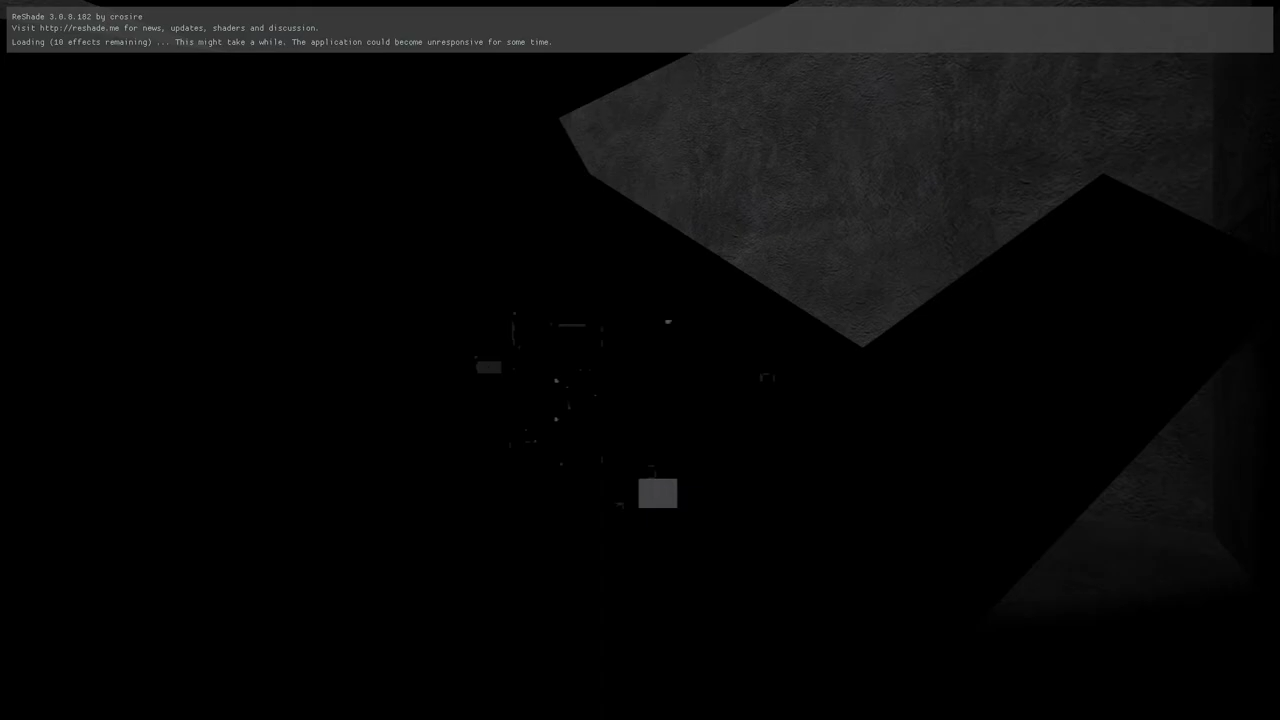 ReShade 3.0.8.182 by crosire
Visit http://reshade.me for news, updates, shaders and discussion.
Loading (10 effects remaining) ... This might take a while. The application could become unresponsive for some time.